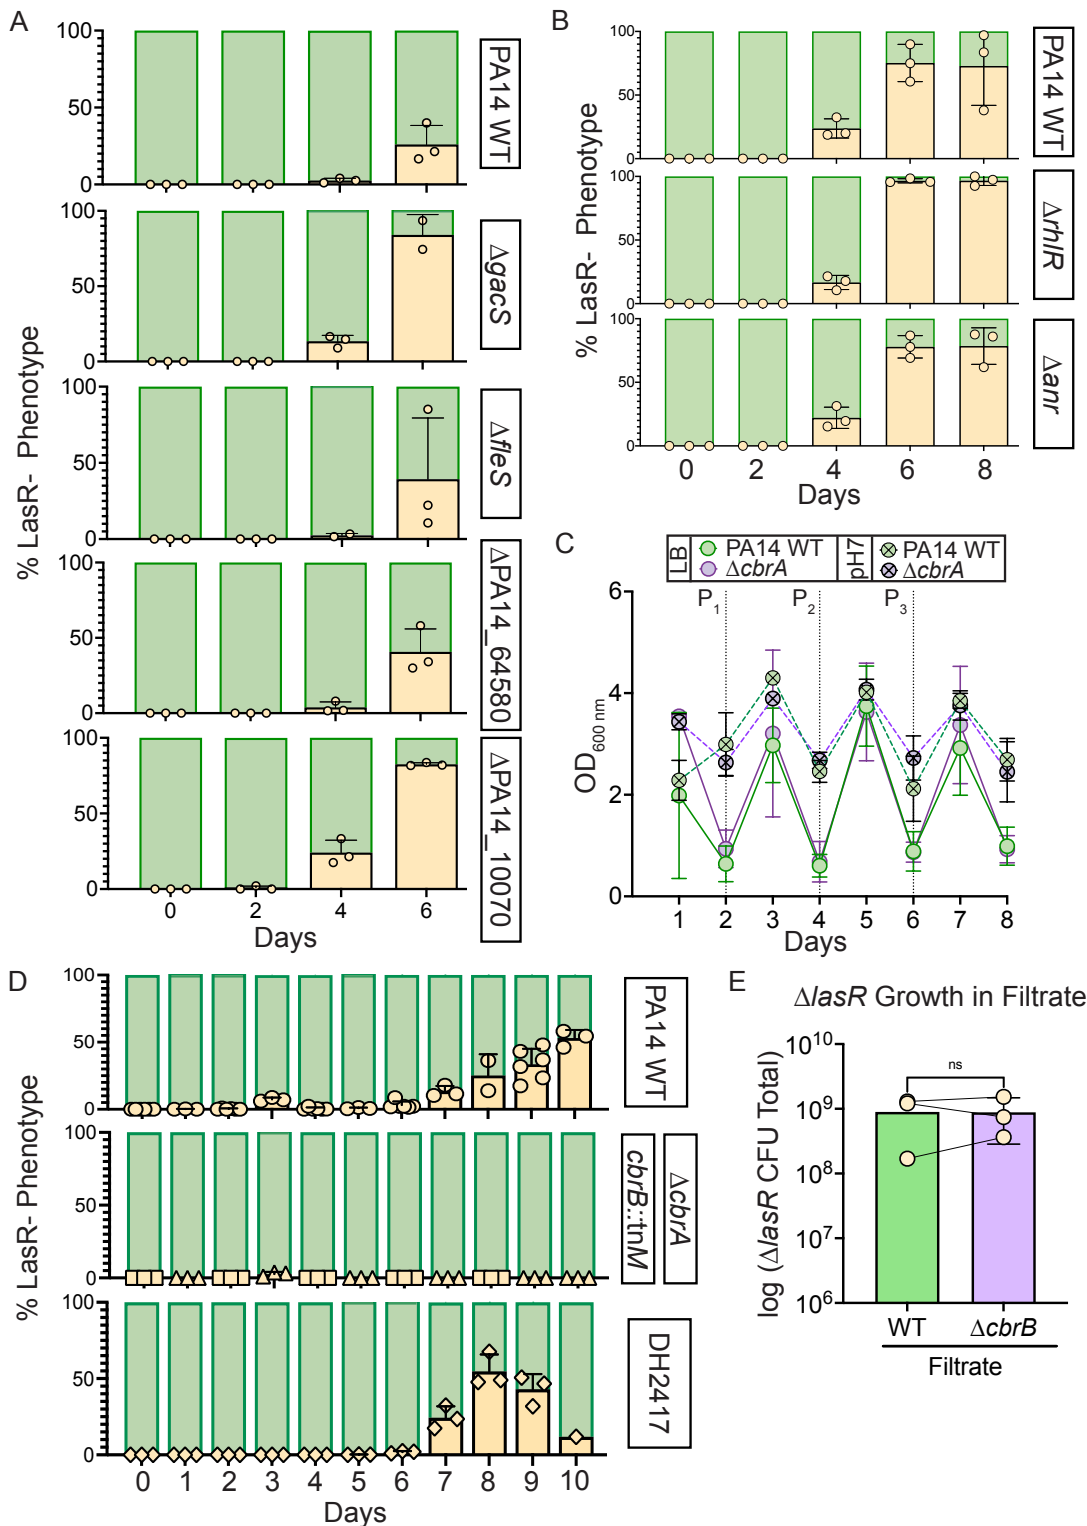 A
% LasR- Phenotype
100
50
0
PA14 WT
100
50
0
ΔgacS
100
50
0
ΔfleS
100
50
0
ΔPA14_64580
100
50
0
ΔPA14_10070
0 2 4 6
Days
B
% LasR- Phenotype
100
50
0
PA14 WT
100
50
0
ΔrhlR
100
50
0
Δanr
0 2 4 6 8
Days
C
LB
PA14 WT
ΔcbrA
pH7
PA14 WT
ΔcbrA
P1 P2 P3
OD600 nm
6
4
2
0
1 2 3 4 5 6 7 8
Days
D
% LasR- Phenotype
100
50
0
PA14 WT
100
50
0
cbrB::tnM
ΔcbrA
100
50
0
DH2417
0 1 2 3 4 5 6 7 8 9 10
Days
E
ΔlasR Growth in Filtrate
log (ΔlasR CFU Total)
10^10
10^9
10^8
10^7
10^6
ns
WT ΔcbrB
Filtrate